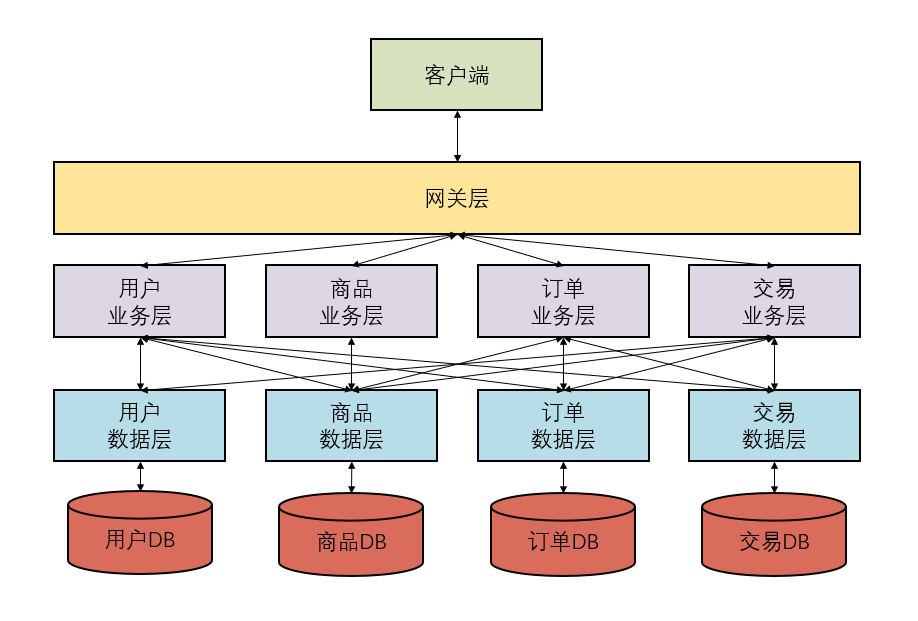 客户端
网关层
用户
业务层
商品
业务层
订单
业务层
交易
业务层
用户
数据层
商品
数据层
订单
数据层
交易
数据层
用户DB
商品DB
订单DB
交易DB